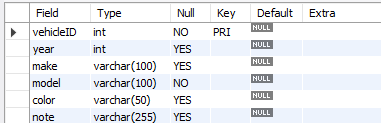 Field Type Null Key Default Extra
vehicleID int NO PRI NULL
year int YES NULL
make varchar(100) YES NULL
model varchar(100) NO NULL
color varchar(50) YES NULL
note varchar(255) YES NULL